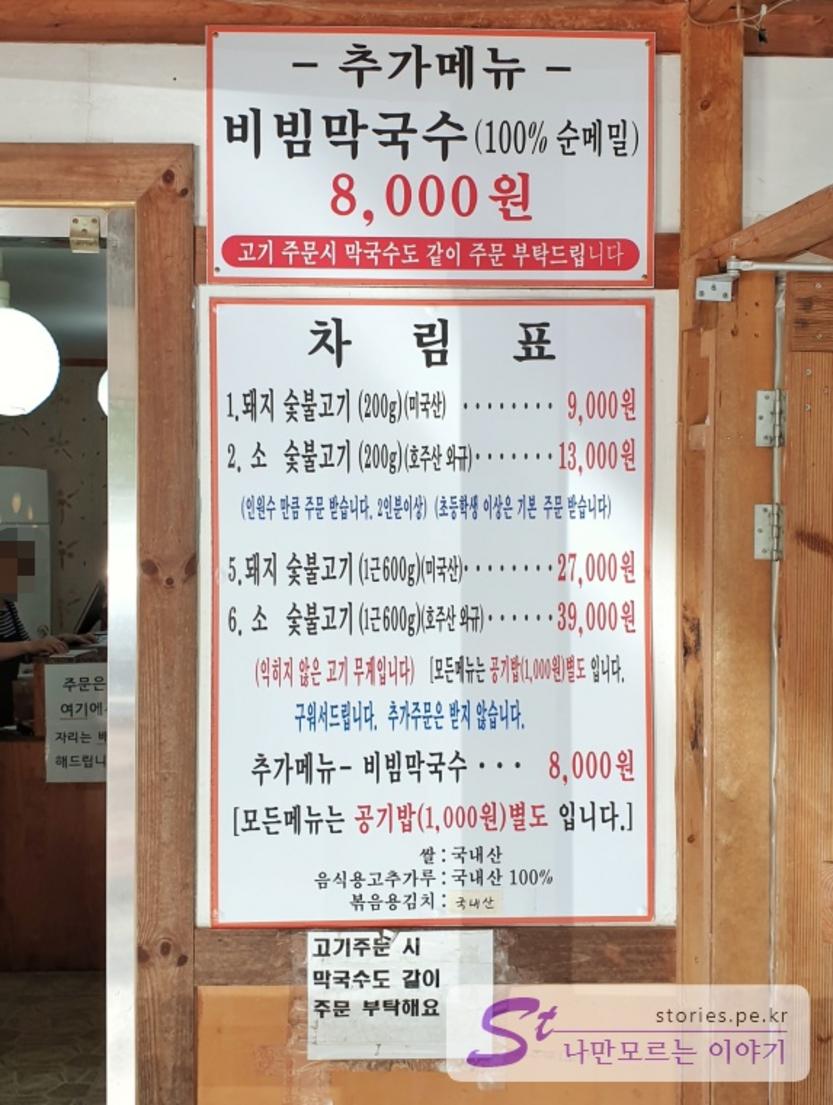 - 추가메뉴 -
비빔막국수(100% 순메밀)
8,000원
고기 주문시 막국수도 같이 주문 부탁드립니다
차 림 표
1.돼지 숯불고기 (200g)(미국산) ········ 9,000원
2. 소 숯불고기 (200g)(호주산 와규)······· 13,000원
(인원수 만큼 주문 받습니다. 2인분이상) (초등학생 이상은 기본 주문 받습니다)
5.돼지 숯불고기 (1근600g)(미국산)········ 27,000원
6. 소 숯불고기 (1근600g)(호주산 와규)······ 39,000원
(익히지 않은 고기 무게입니다) [모든메뉴는 공기밥(1,000원)별도 입니다.
구워서드립니다. 추가주문은 받지 않습니다.
추가메뉴- 비빔막국수 ··· 8,000원
[모든메뉴는 공기밥(1,000원)별도 입니다.]
쌀 : 국내산
음식용고추가루 : 국내산 100%
볶음용김치 : 국내산
고기주문 시
막국수도 같이
주문 부탁해요
주문은
여기에
자리는
해드립니
St stories.pe.kr
나만모르는 이야기